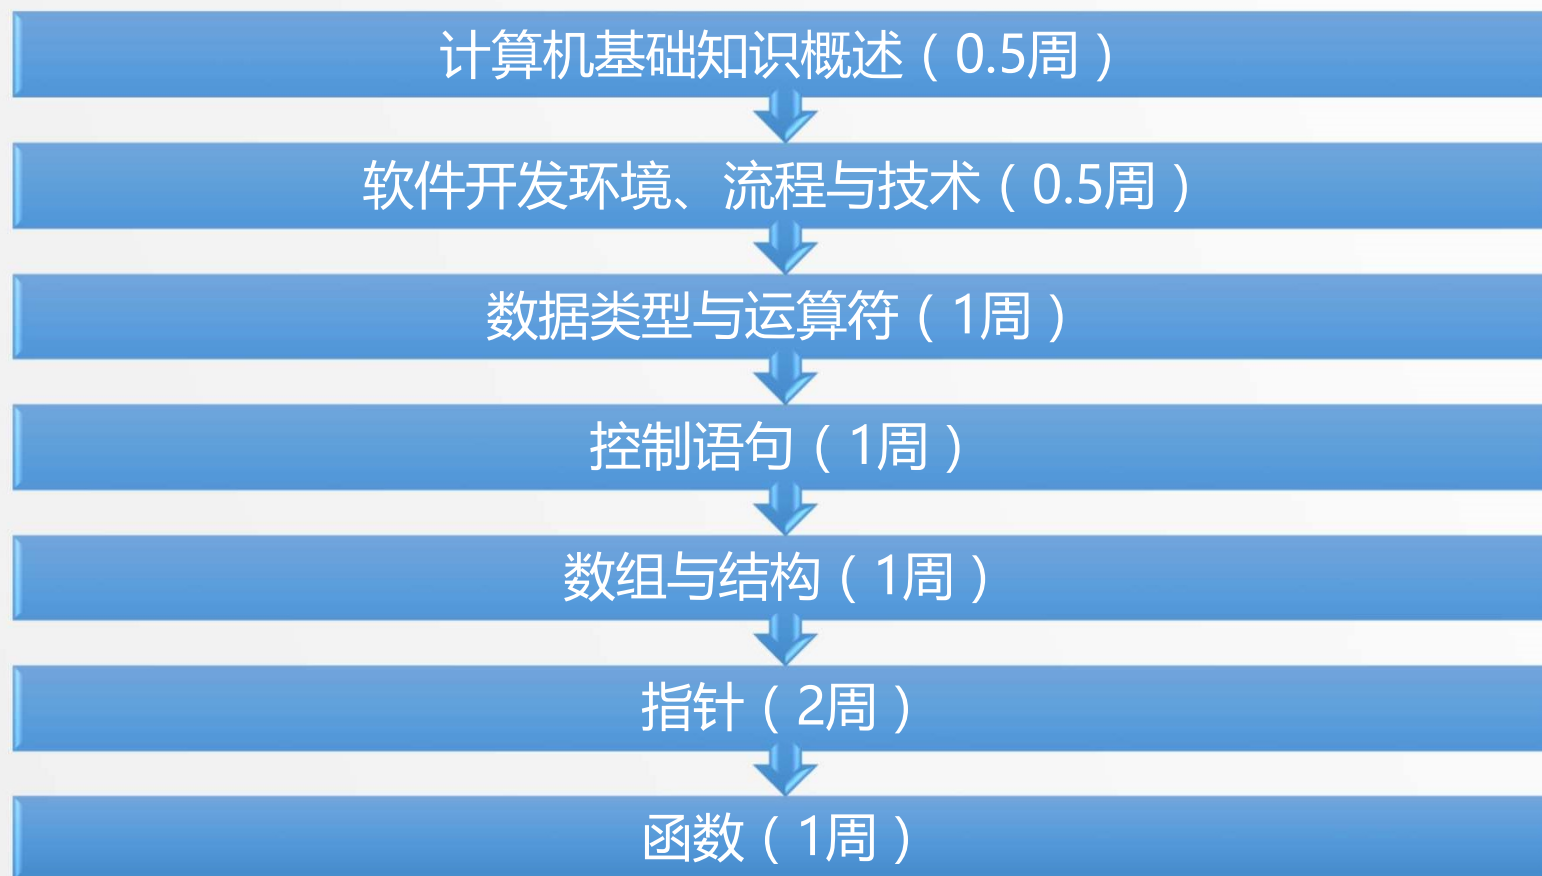 计算机基础知识概述（0.5周）
软件开发环境、流程与技术（0.5周）
数据类型与运算符（1周）
控制语句（1周）
数组与结构（1周）
指针（2周）
函数（1周）